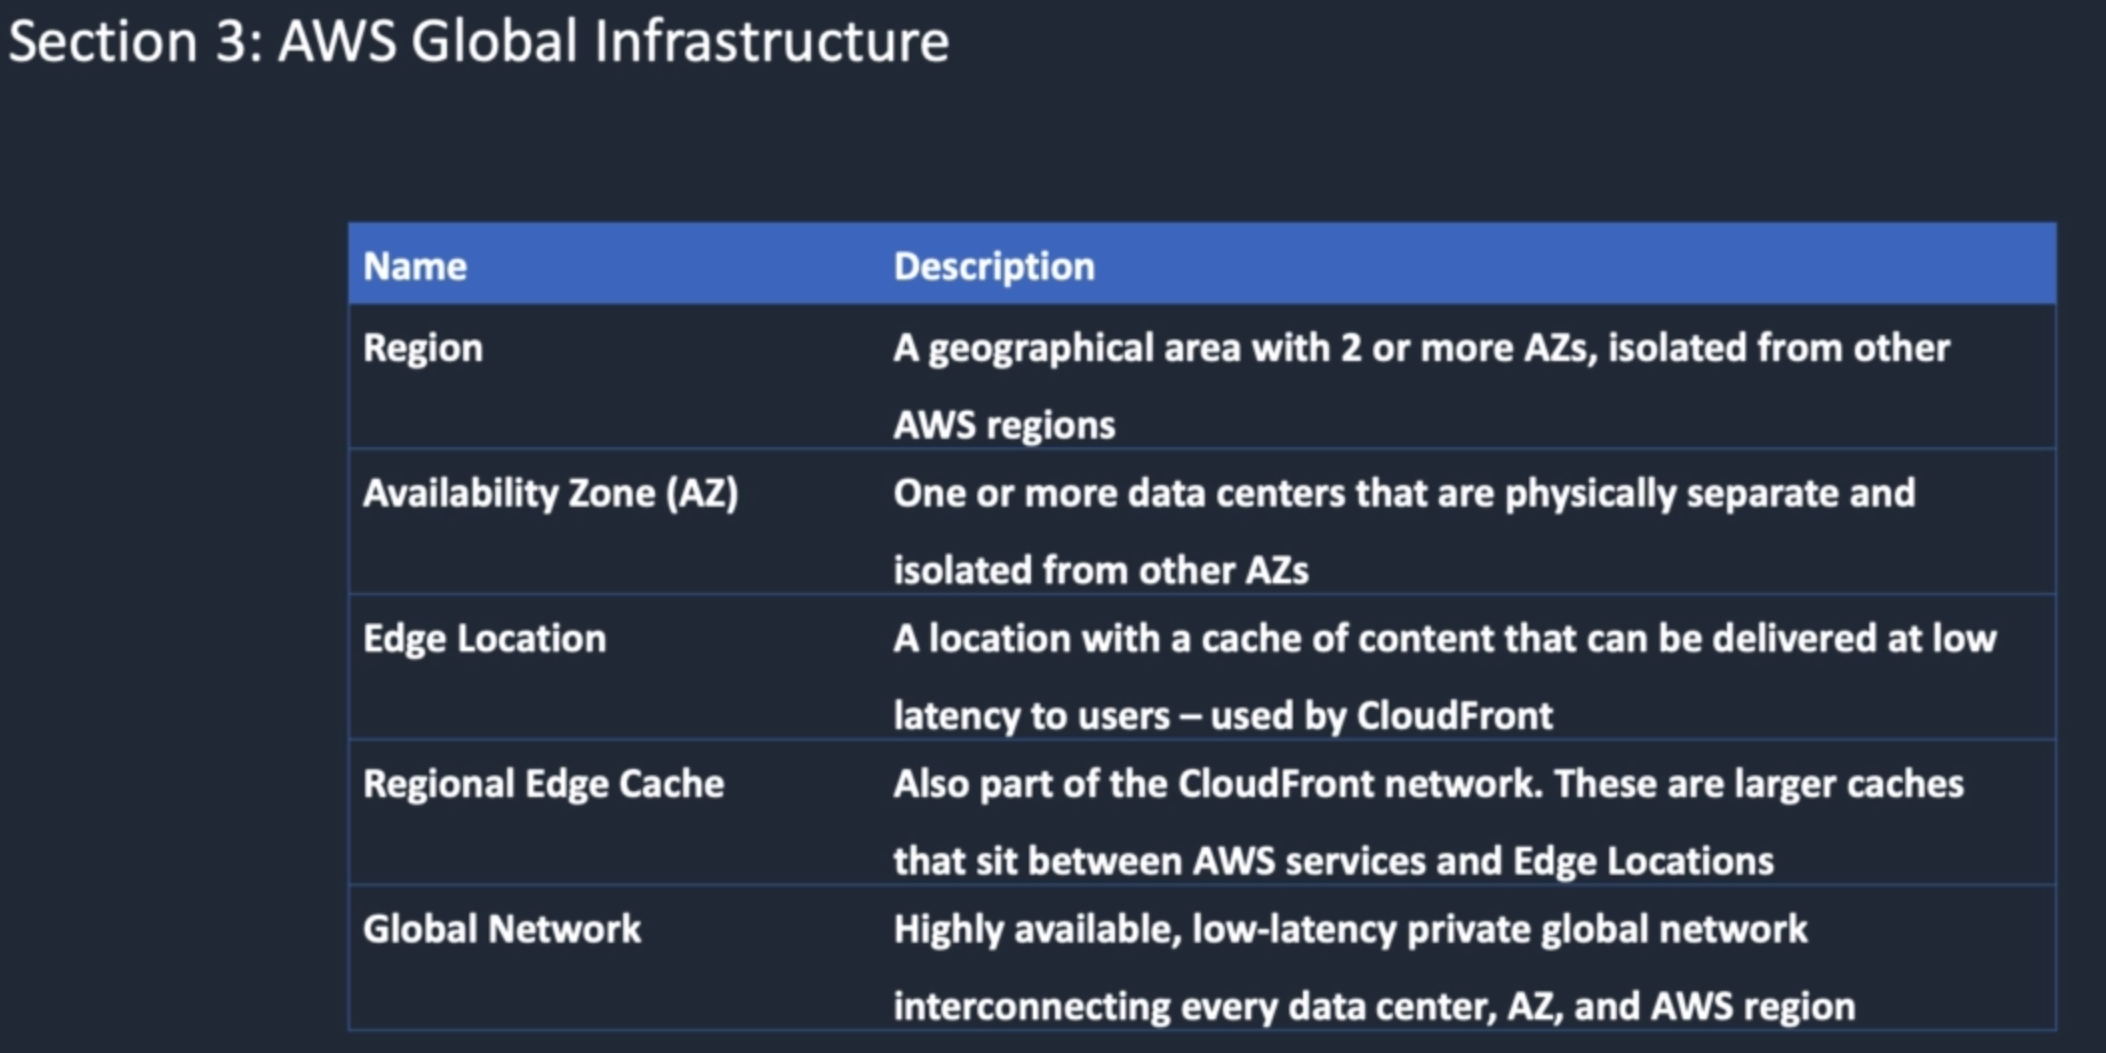 Section 3: AWS Global Infrastructure
Name
Description
Region
A geographical area with 2 or more AZs, isolated from other
AWS regions
Availability Zone (AZ)
One or more data centers that are physically separate and
isolated from other AZs
Edge Location
A location with a cache of content that can be delivered at low
latency to users – used by CloudFront
Regional Edge Cache
Also part of the CloudFront network. These are larger caches
that sit between AWS services and Edge Locations
Global Network
Highly available, low-latency private global network
interconnecting every data center, AZ, and AWS region